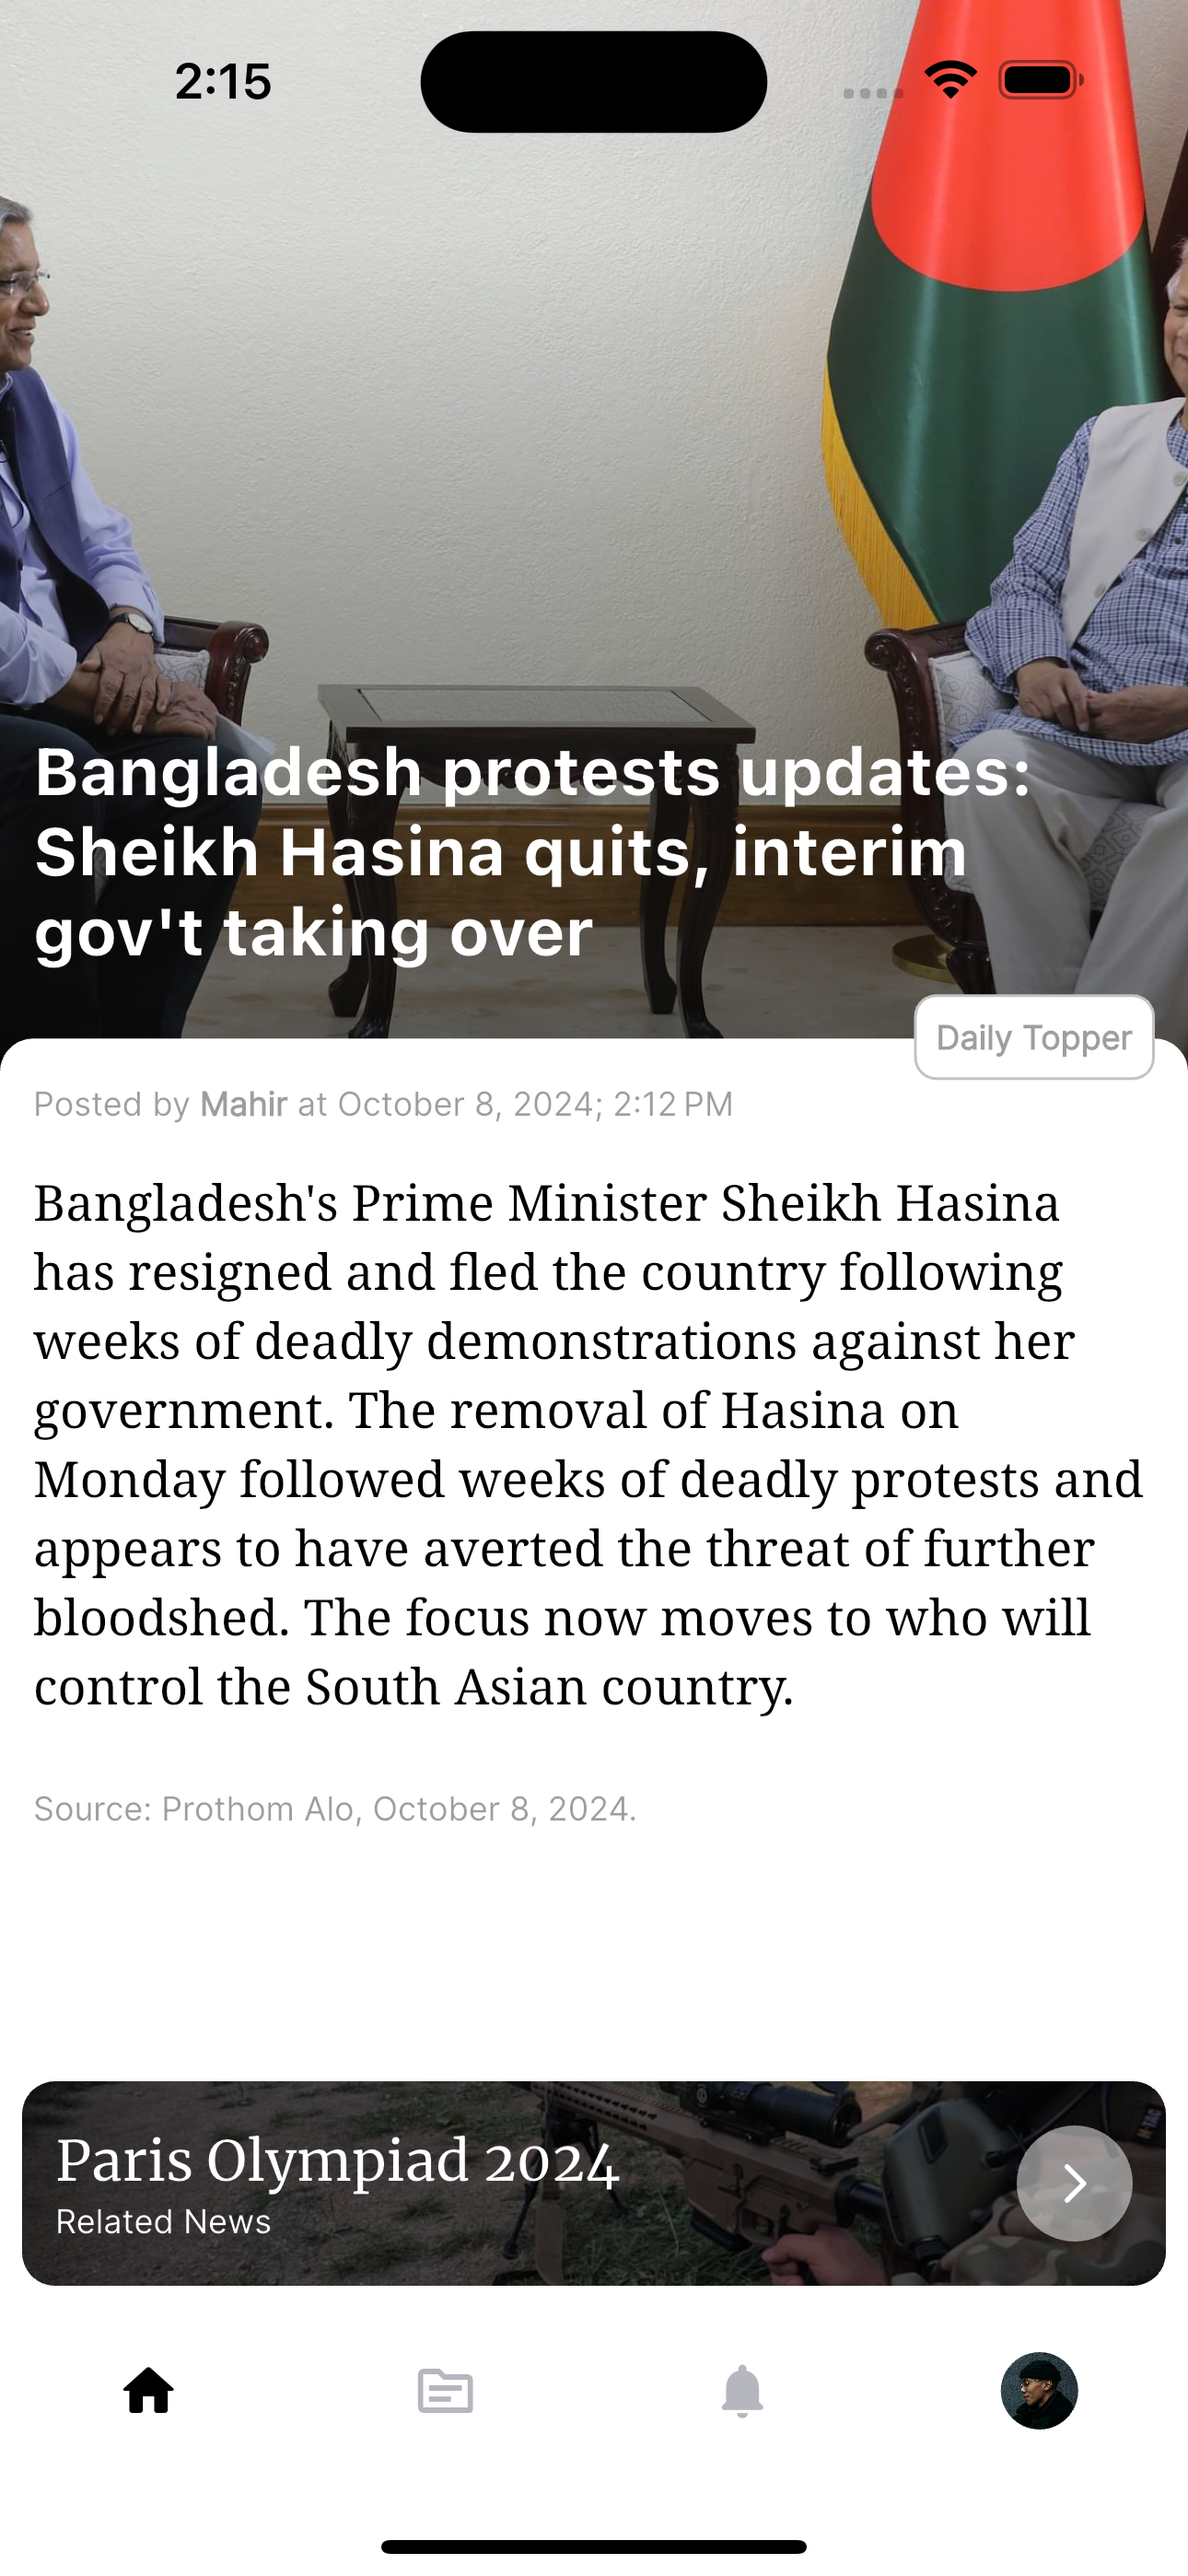 2:15
Bangladesh protests updates:
Sheikh Hasina quits, interim
gov't taking over
Daily Topper
Posted by Mahir at October 8, 2024; 2:12 PM
Bangladesh's Prime Minister Sheikh Hasina
has resigned and fled the country following
weeks of deadly demonstrations against her
government. The removal of Hasina on
Monday followed weeks of deadly protests and
appears to have averted the threat of further
bloodshed. The focus now moves to who will
control the South Asian country.
Source: Prothom Alo, October 8, 2024.
Paris Olympiad 2024
Related News